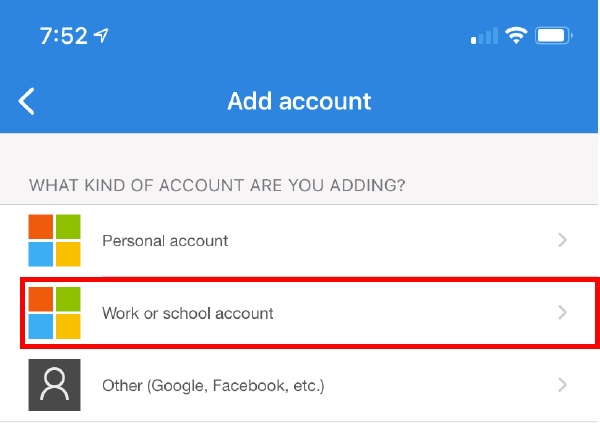 7:52
Add account
WHAT KIND OF ACCOUNT ARE YOU ADDING?
Personal account
Work or school account
Other (Google, Facebook, etc.)